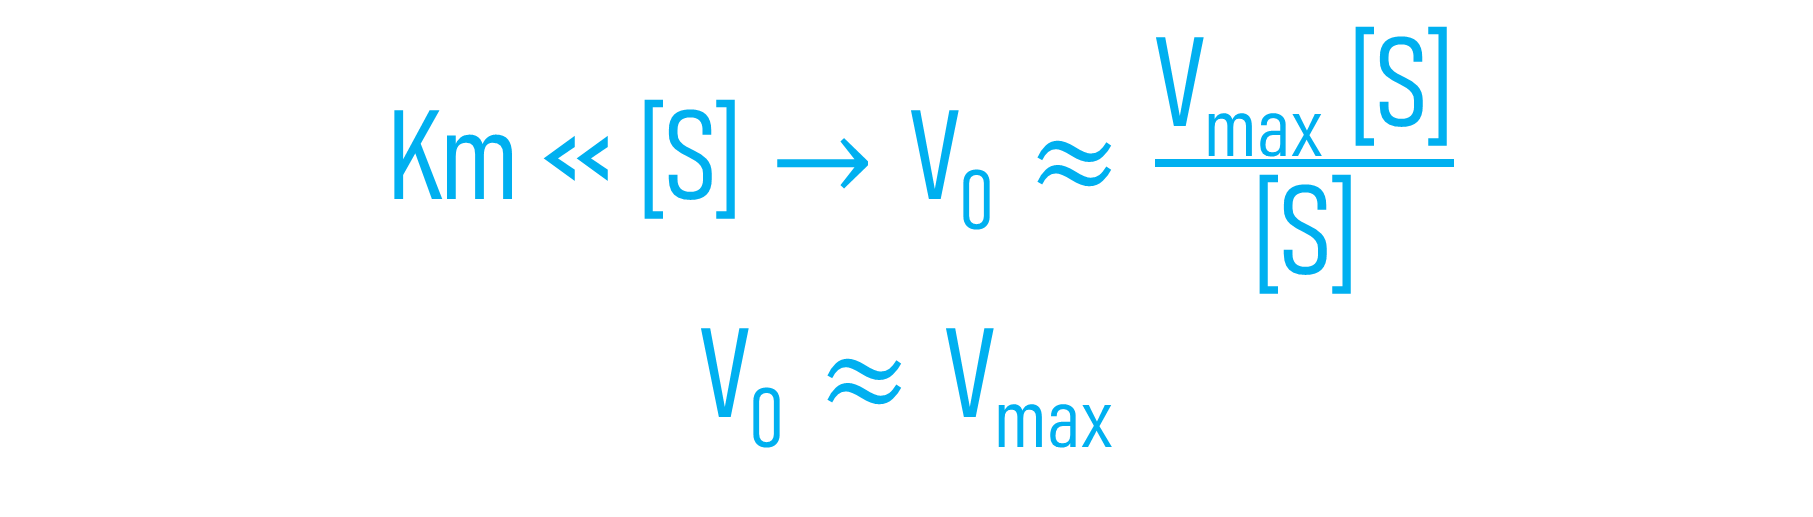 Km << [S] → V₀ ≈ Vmax [S] / [S]
V₀ ≈ Vmax